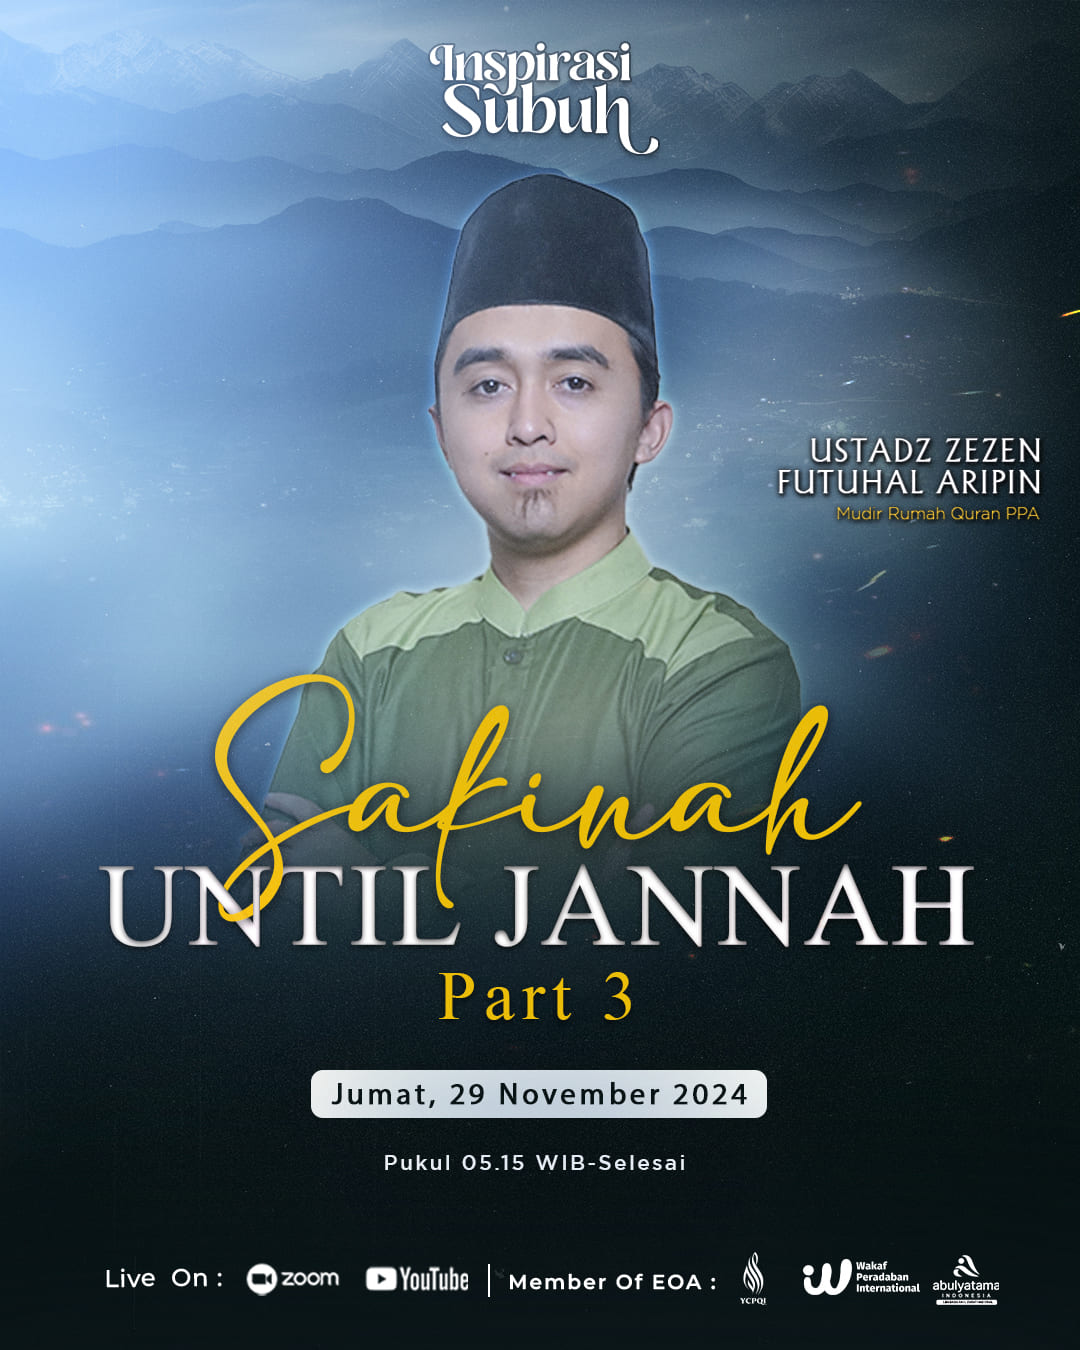 Inspirasi
Subuh
USTADZ ZEZEN
FUTUHAL ARIPIN
Mudir Rumah Quran PPA
Sakinah
UNTIL JANNAH
Part 3
Jumat, 29 November 2024
Pukul 05.15 WIB-Selesai
Live On : zoom YouTube Member Of EOA :
YCPQI
Wakaf
Peradaban
International
abulyatama
INDONESIA